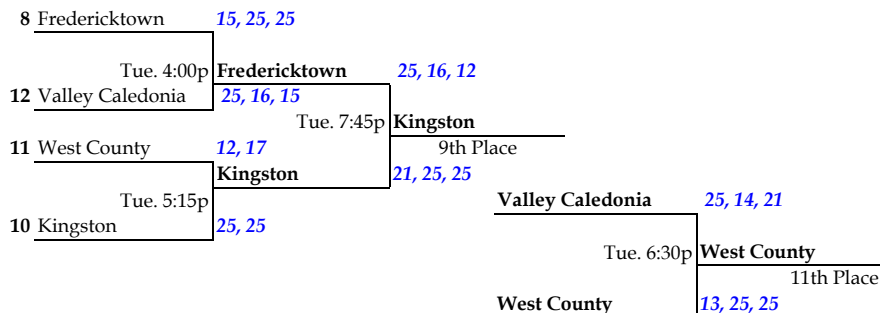 8 Fredericktown 15, 25, 25
Tue. 4:00p Fredericktown 25, 16, 12
12 Valley Caledonia 25, 16, 15
Tue. 7:45p Kingston
11 West County 12, 17 9th Place
Kingston 21, 25, 25
Tue. 5:15p Valley Caledonia 25, 14, 21
10 Kingston 25, 25
Tue. 6:30p West County
11th Place
West County 13, 25, 25